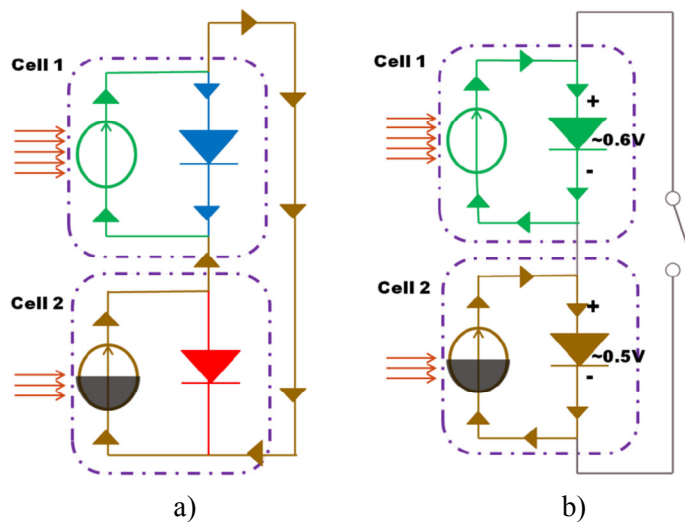 Cell 1
Cell 2
a)
Cell 1
+
~0.6V
-
Cell 2
+
~0.5V
-
b)